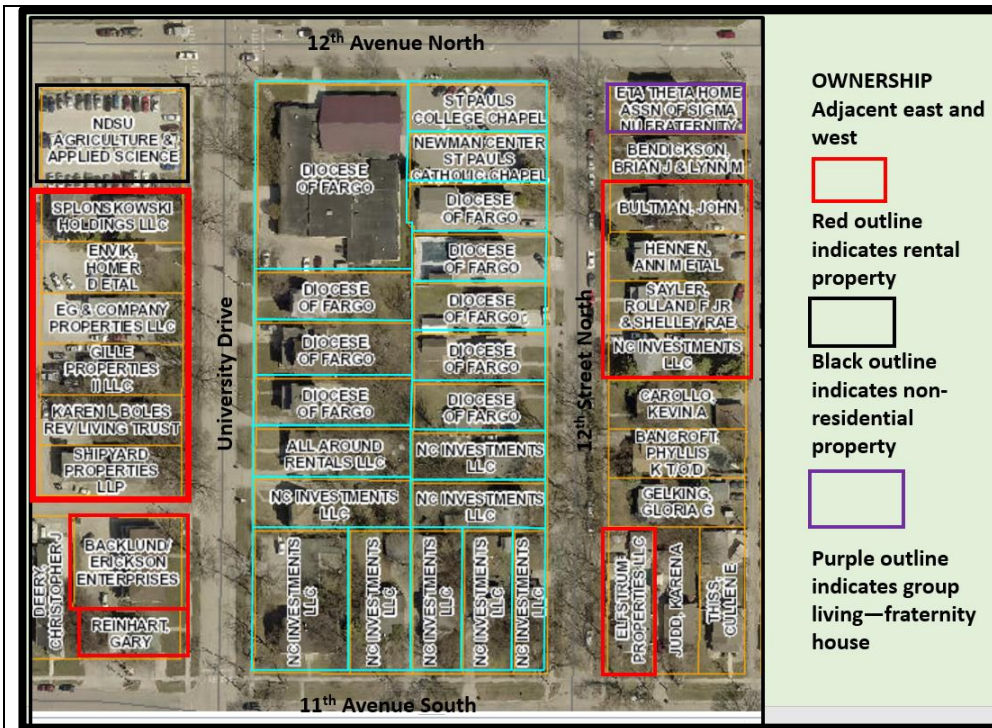 12th Avenue North
NDSU
AGRICULTURE &
APPLIED SCIENCE
SPLONSKOWSKI
HOLDINGS LLC
ENVIK,
HOMER
D ETAL
EG & COMPANY
PROPERTIES LLC
GILLE
PROPERTIES
II LLC
KAREN L BOLES
REV LIVING TRUST
SHIPYARD
PROPERTIES
LLP
DEERY,
CHRISTOPHER J
BACKLUND/
ERICKSON
ENTERPRISES
REINHART,
GARY
University Drive
DIOCESE
OF FARGO
DIOCESE
OF FARGO
DIOCESE
OF FARGO
DIOCESE
OF FARGO
ALL AROUND
RENTALS LLC
NC INVESTMENTS
LLC
ST PAULS
COLLEGE CHAPEL
NEWMAN CENTER
ST PAULS
CATHOLIC CHAPEL
DIOCESE
OF FARGO
DIOCESE
OF FARGO
DIOCESE
OF FARGO
DIOCESE
OF FARGO
DIOCESE
OF FARGO
NC INVESTMENTS
LLC
NC INVESTMENTS
LLC
NC INVESTMENTS
LLC
NC INVESTMENTS
LLC
NC INVESTMENTS
LLC
NC INVESTMENTS
LLC
NC INVESTMENTS
LLC
12th Street North
ETA THETA HOME
ASSN OF SIGMA
NU FRATERNITY
BENDICKSON,
BRIAN J & LYNN M
BULTMAN, JOHN
HENNEN,
ANN M ETAL
SAYLER,
ROLLAND F JR
& SHELLEY RAE
NC INVESTMENTS
LLC
CAROLLO,
KEVIN A
BANCROFT,
PHYLLIS
K T/O/D
GELKING,
GLORIA G
ELFSTRUM
PROPERTIES LLC
JUDD, KAREN A
THISS,
CULLEN E
11th Avenue South
OWNERSHIP
Adjacent east and
west
Red outline
indicates rental
property
Black outline
indicates non-
residential
property
Purple outline
indicates group
living—fraternity
house